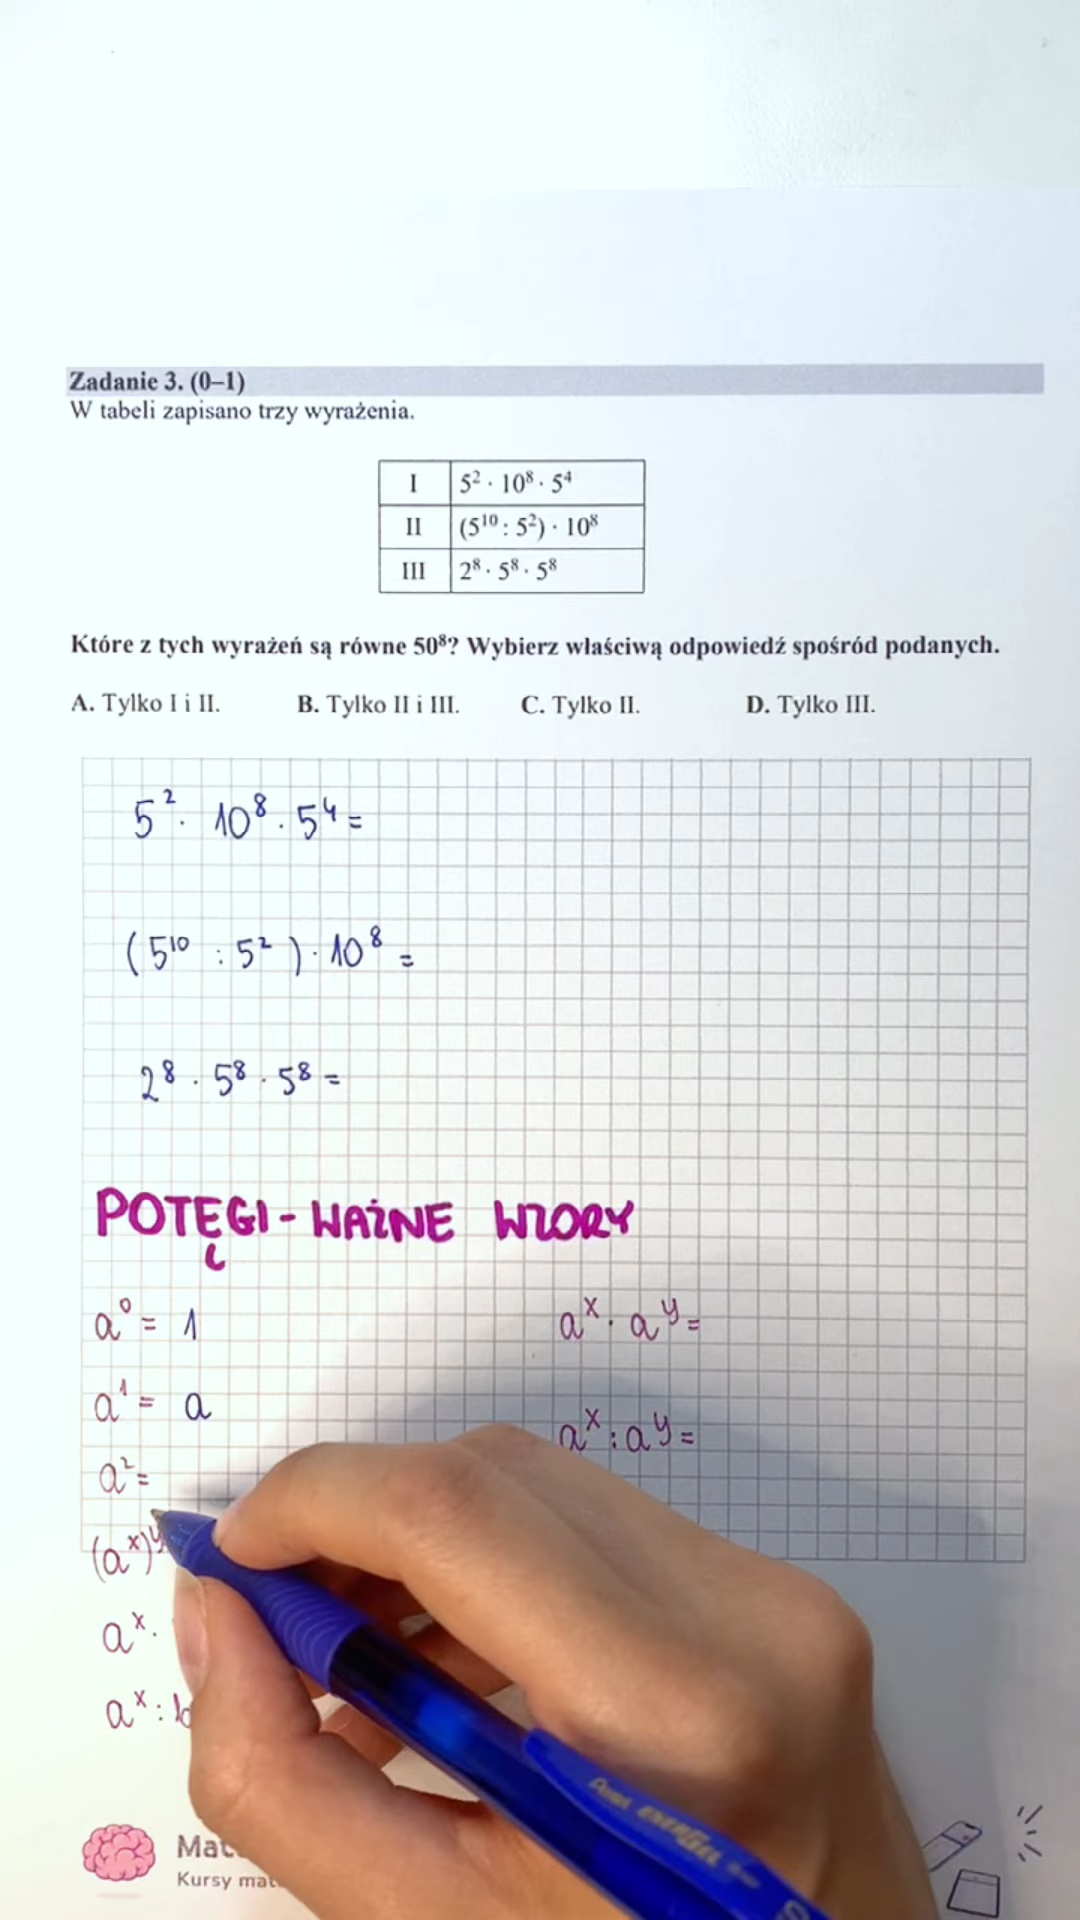 Zadanie 3. (0–1)
W tabeli zapisano trzy wyrażenia.
I 5² · 10⁸ · 5⁴
II (5¹⁰ : 5²) · 10⁸
III 2⁸ · 5⁸ · 5⁸
Które z tych wyrażeń są równe 50⁸? Wybierz właściwą odpowiedź spośród podanych.
A. Tylko I i II. B. Tylko II i III. C. Tylko II. D. Tylko III.
5² · 10⁸ · 5⁴ =
(5¹⁰ : 5²) · 10⁸ =
2⁸ · 5⁸ · 5⁸ =
POTĘGI - WAŻNE WZORY
a⁰ = 1 aˣ · aʸ =
a¹ = a aˣ : aʸ =
a² =
(aˣ)ʸ
aˣ ·
aˣ :
Kursy